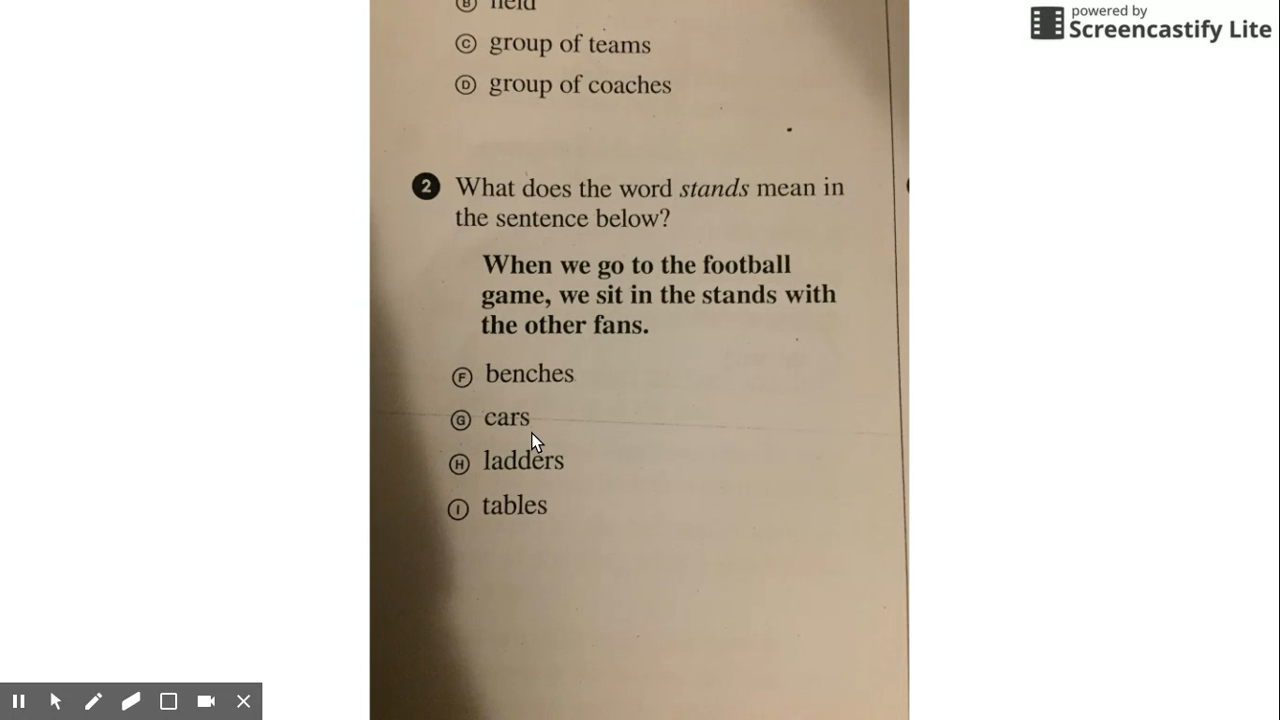 powered by
Screencastify Lite
B held
C group of teams
D group of coaches
2 What does the word stands mean in
the sentence below?
When we go to the football
game, we sit in the stands with
the other fans.
F benches
G cars
H ladders
I tables